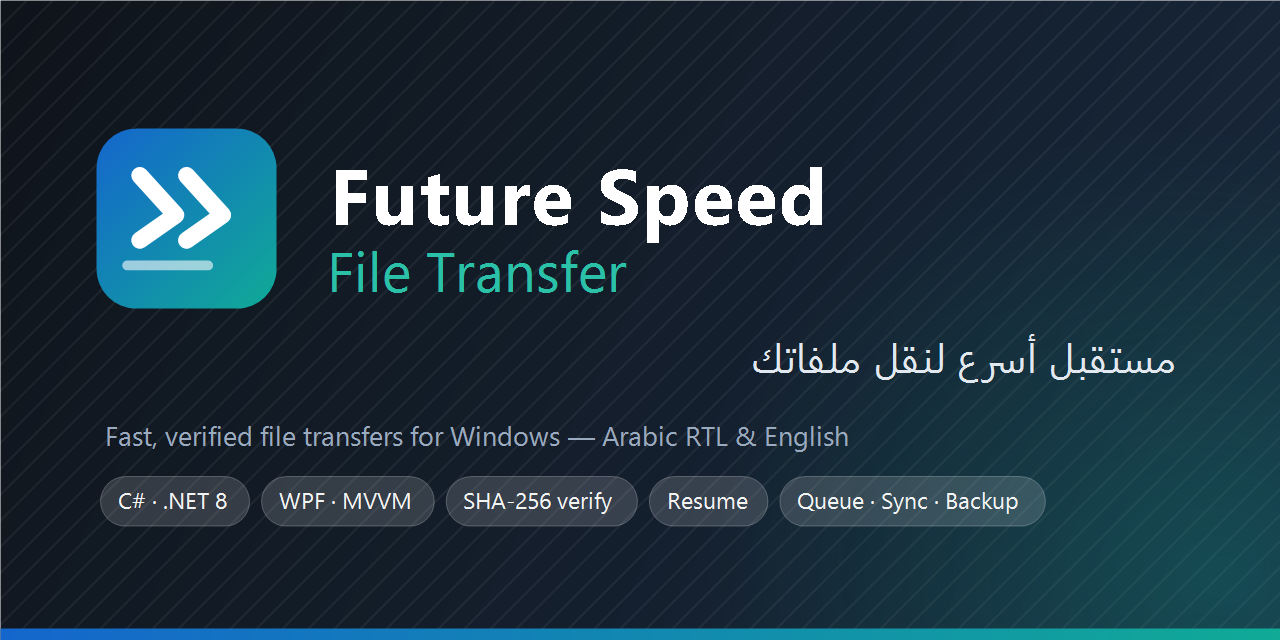 Future Speed
File Transfer
مستقبل أسرع لنقل ملفاتك
Fast, verified file transfers for Windows — Arabic RTL & English
C# · .NET 8 WPF · MVVM SHA-256 verify Resume Queue · Sync · Backup